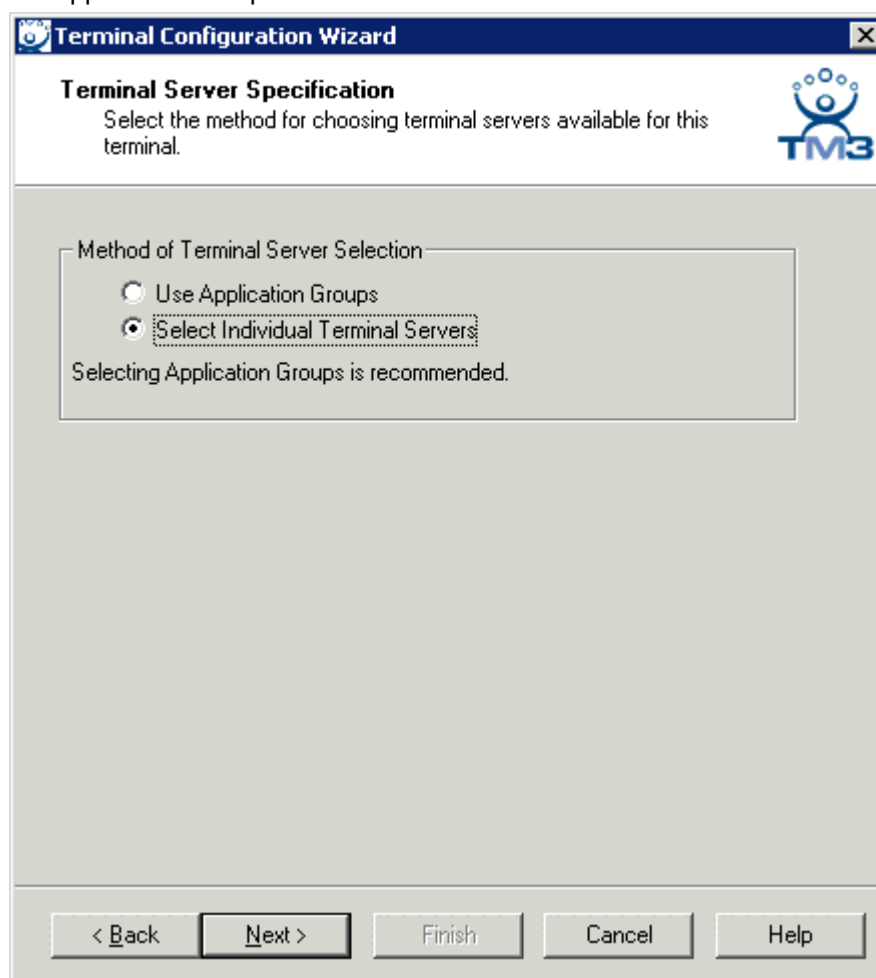 Terminal Configuration Wizard
Terminal Server Specification
Select the method for choosing terminal servers available for this
terminal.
TM3
Method of Terminal Server Selection
Use Application Groups
Select Individual Terminal Servers
Selecting Application Groups is recommended.
< Back
Next >
Finish
Cancel
Help